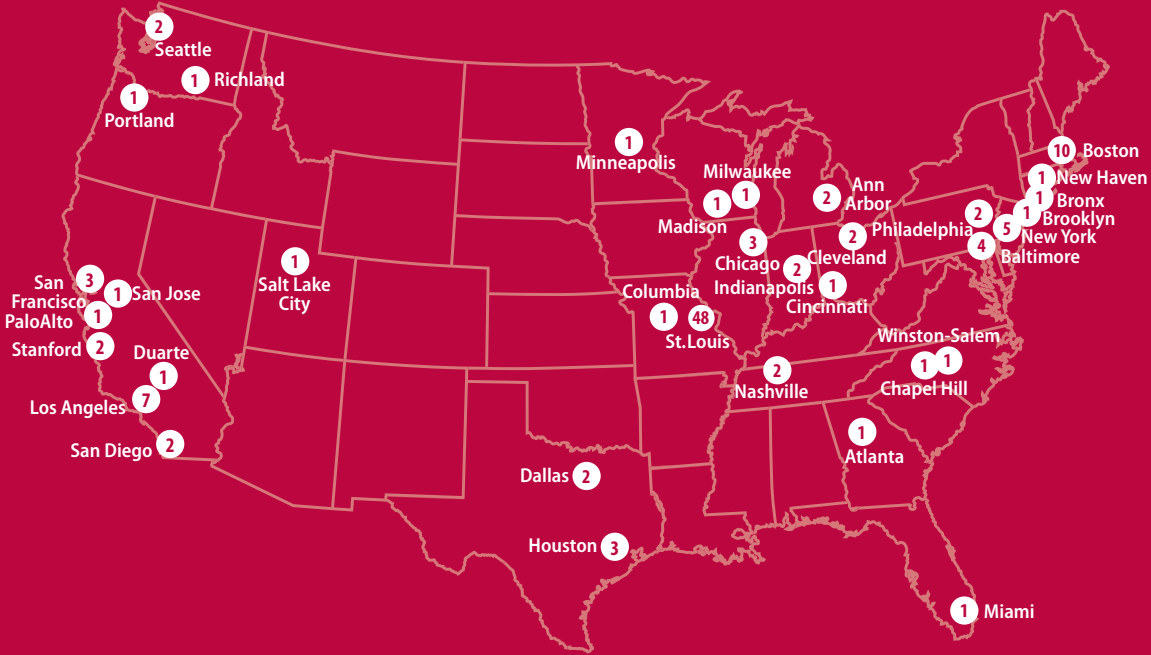 2
Seattle
1
Richland
1
Portland
1
Minneapolis
Milwaukee
1
1
Madison
2
Ann
Arbor
10
Boston
1
New Haven
1
Bronx
1
Brooklyn
2
Philadelphia
5
New York
4
Baltimore
3
Chicago
2
Cleveland
2
Indianapolis
1
Cincinnati
1
Salt Lake
City
San
Francisco
3
1
San Jose
PaloAlto
1
Stanford
2
Duarte
1
Los Angeles
7
San Diego
2
Columbia
1
48
St.Louis
Winston-Salem
1
1
Chapel Hill
2
Nashville
1
Atlanta
Dallas
2
Houston
3
1
Miami